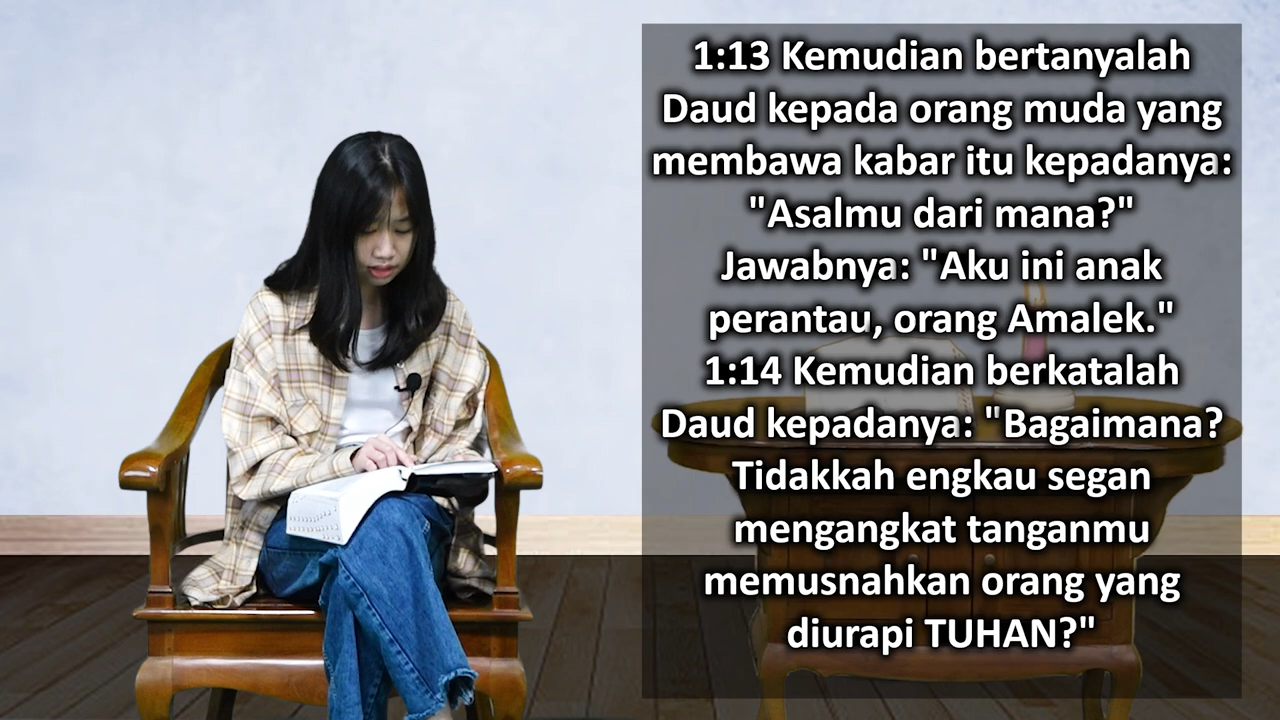 1:13 Kemudian bertanyalah
Daud kepada orang muda yang
membawa kabar itu kepadanya:
"Asalmu dari mana?"
Jawabnya: "Aku ini anak
perantau, orang Amalek."
1:14 Kemudian berkatalah
Daud kepadanya: "Bagaimana?
Tidakkah engkau segan
mengangkat tanganmu
memusnahkan orang yang
diurapi TUHAN?"